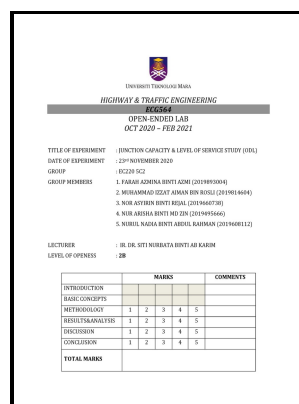 UNIVERSITI TEKNOLOGI MARA
HIGHWAY & TRAFFIC ENGINEERING
ECG564
OPEN-ENDED LAB
OCT 2020 – FEB 2021
TITLE OF EXPERIMENT : JUNCTION CAPACITY & LEVEL OF SERVICE STUDY (ODL)
DATE OF EXPERIMENT : 23RD NOVEMBER 2020
GROUP : EC220 5C2
GROUP MEMBERS : 1. FARAH AZMINA BINTI AZMI (2019893004)
2. MUHAMMAD IZZAT AIMAN BIN ROSLI (2019814604)
3. NOR ASYIRIN BINTI REJAL (2019660738)
4. NUR ARISHA BINTI MD ZIN (2019495666)
5. NURUL NADIA BINTI ABDUL RAHMAN (2019608112)
LECTURER : IR. DR. SITI NURBATA BINTI AB KARIM
LEVEL OF OPENESS : 2B
MARKS COMMENTS
INTRODUCTION
BASIC CONCEPTS
METHODOLOGY 1 2 3 4 5
RESULTS&ANALYSIS 1 2 3 4 5
DISCUSSION 1 2 3 4 5
CONCLUSION 1 2 3 4 5
TOTAL MARKS